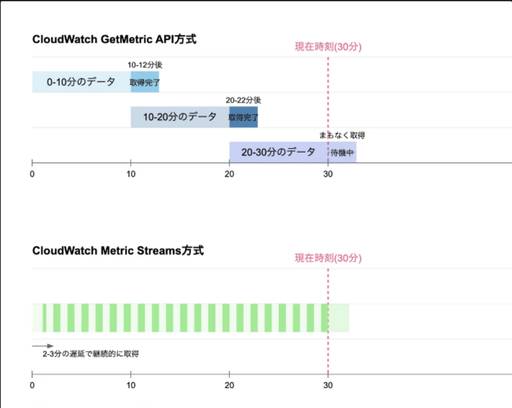 CloudWatch GetMetric API方式
現在時刻(30分)
10-12分後
0-10分のデータ
取得完了
20-22分後
10-20分のデータ
取得完了
まもなく取得
20-30分のデータ
待機中
0
10
20
30
CloudWatch Metric Streams方式
現在時刻(30分)
2-3分の遅延で継続的に取得
0
10
20
30